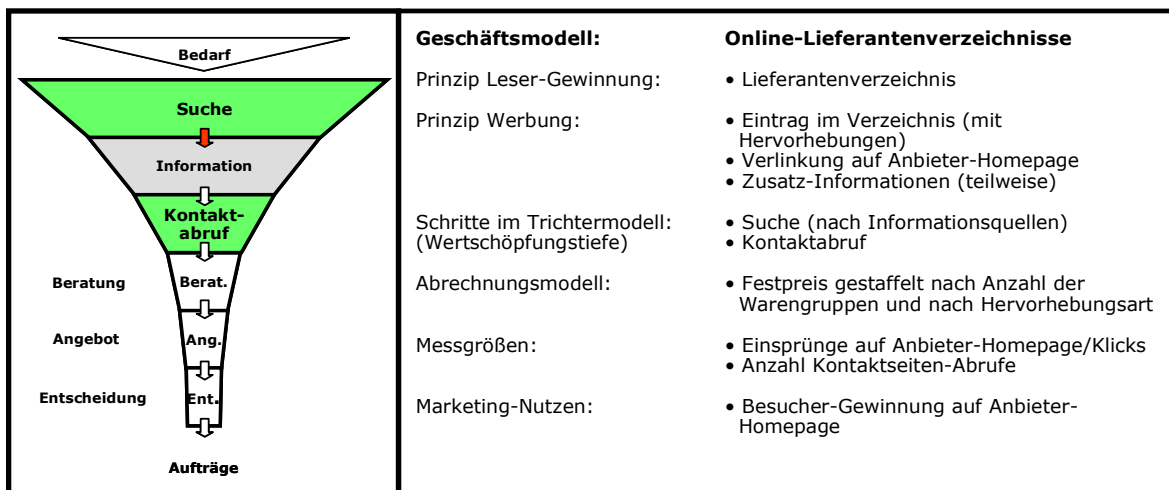 Bedarf
Suche
Information
Kontakt-
abruf
Beratung
Berat.
Angebot
Ang.
Entscheidung
Ent.
Aufträge
Geschäftsmodell:
Online-Lieferantenverzeichnisse
Prinzip Leser-Gewinnung:
• Lieferantenverzeichnis
Prinzip Werbung:
• Eintrag im Verzeichnis (mit
Hervorhebungen)
• Verlinkung auf Anbieter-Homepage
• Zusatz-Informationen (teilweise)
Schritte im Trichtermodell:
(Wertschöpfungstiefe)
• Suche (nach Informationsquellen)
• Kontaktabruf
Abrechnungsmodell:
• Festpreis gestaffelt nach Anzahl der
Warengruppen und nach Hervorhebungsart
Messgrößen:
• Einsprünge auf Anbieter-Homepage/Klicks
• Anzahl Kontaktseiten-Abrufe
Marketing-Nutzen:
• Besucher-Gewinnung auf Anbieter-
Homepage